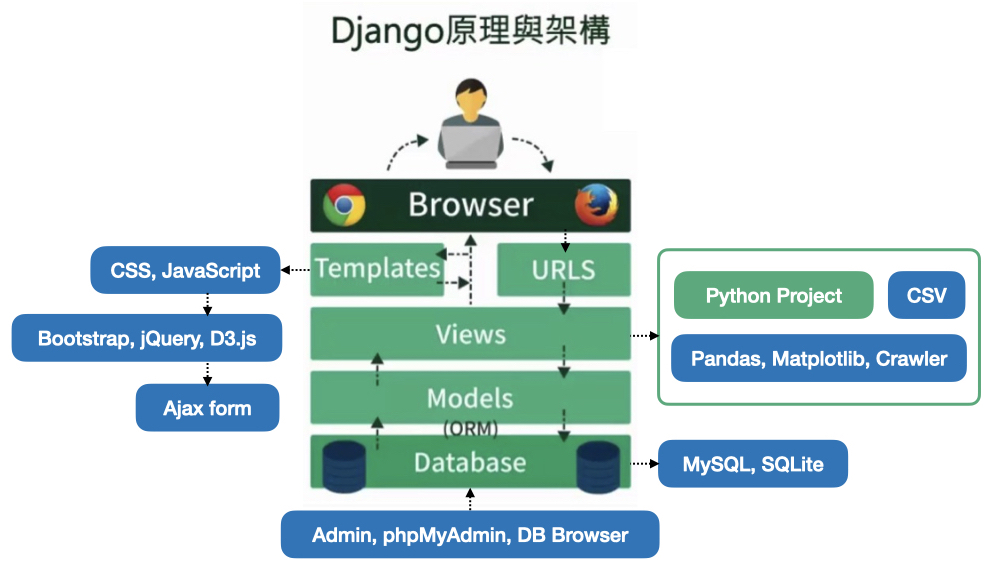 Django原理與架構
Browser
Templates
URLS
CSS, JavaScript
Bootstrap, jQuery, D3.js
Ajax form
Views
Python Project
CSV
Pandas, Matplotlib, Crawler
Models
(ORM)
Database
MySQL, SQLite
Admin, phpMyAdmin, DB Browser